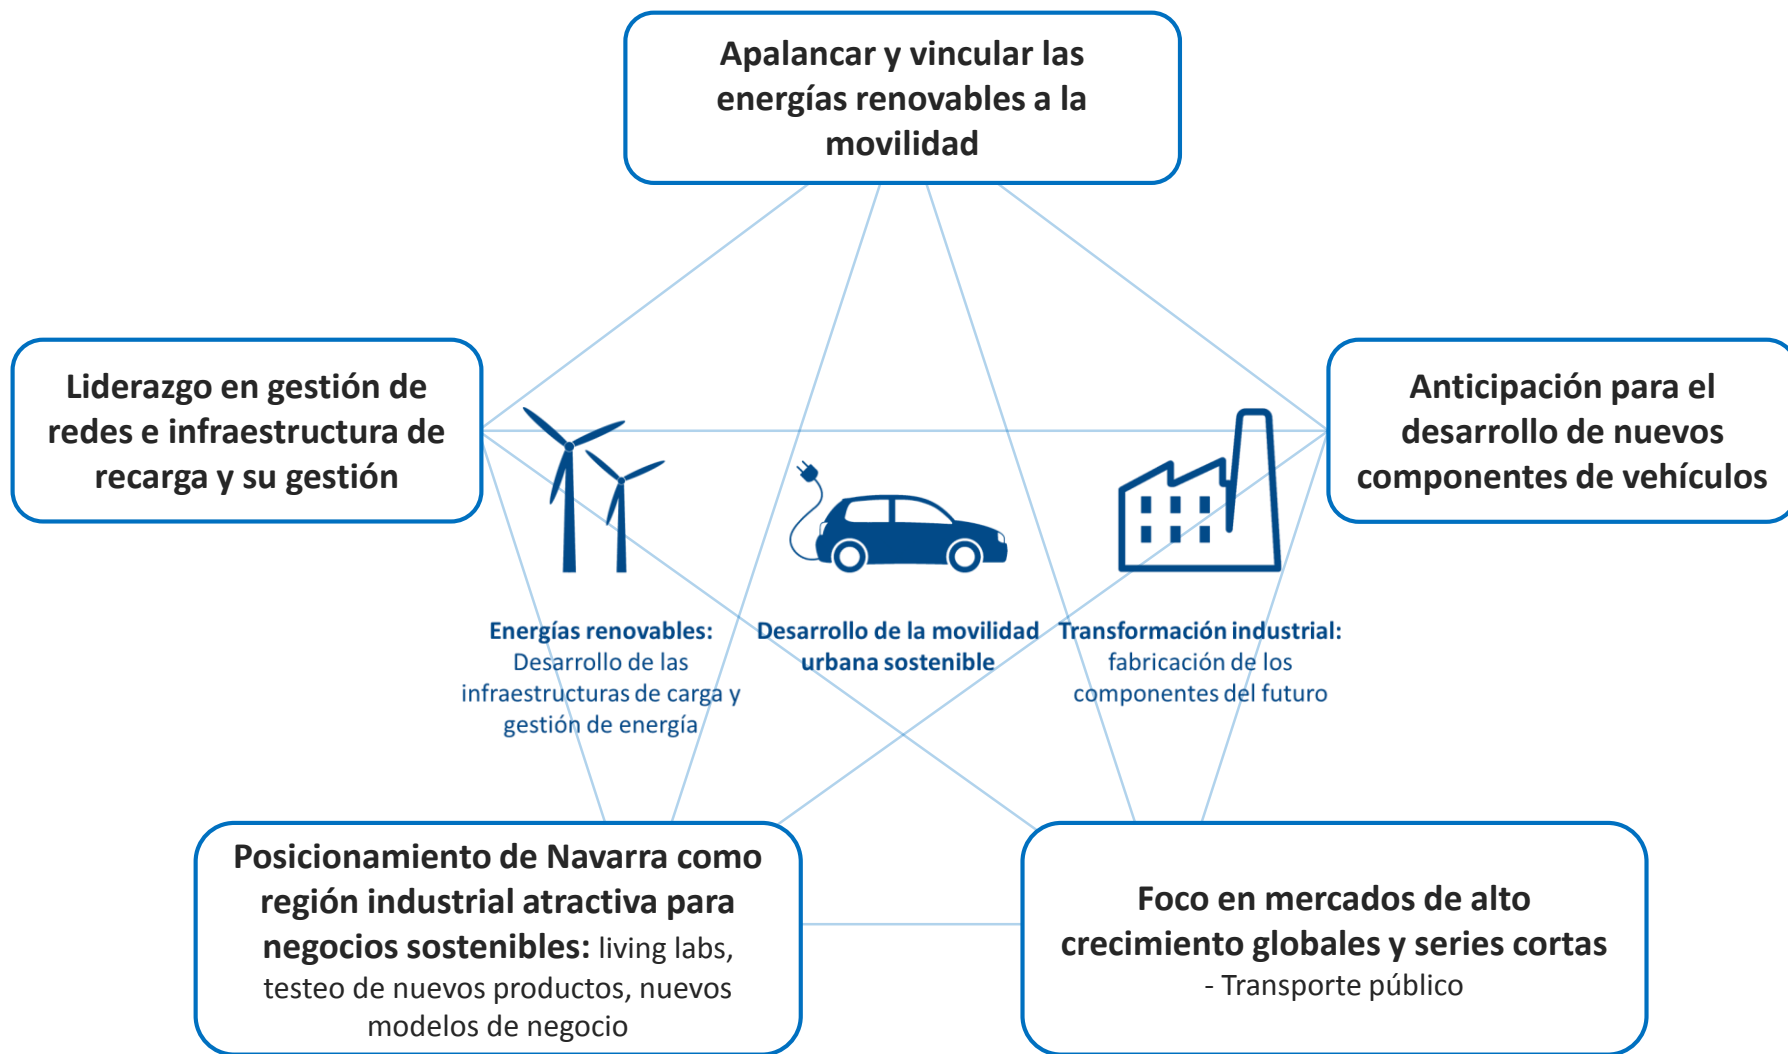 Apalancar y vincular las
energías renovables a la
movilidad
Liderazgo en gestión de
redes e infraestructura de
recarga y su gestión
Anticipación para el
desarrollo de nuevos
componentes de vehículos
Energías renovables:
Desarrollo de las
infraestructuras de carga y
gestión de energía
Desarrollo de la movilidad
urbana sostenible
Transformación industrial:
fabricación de los
componentes del futuro
Posicionamiento de Navarra como
región industrial atractiva para
negocios sostenibles: living labs,
testeo de nuevos productos, nuevos
modelos de negocio
Foco en mercados de alto
crecimiento globales y series cortas
- Transporte público